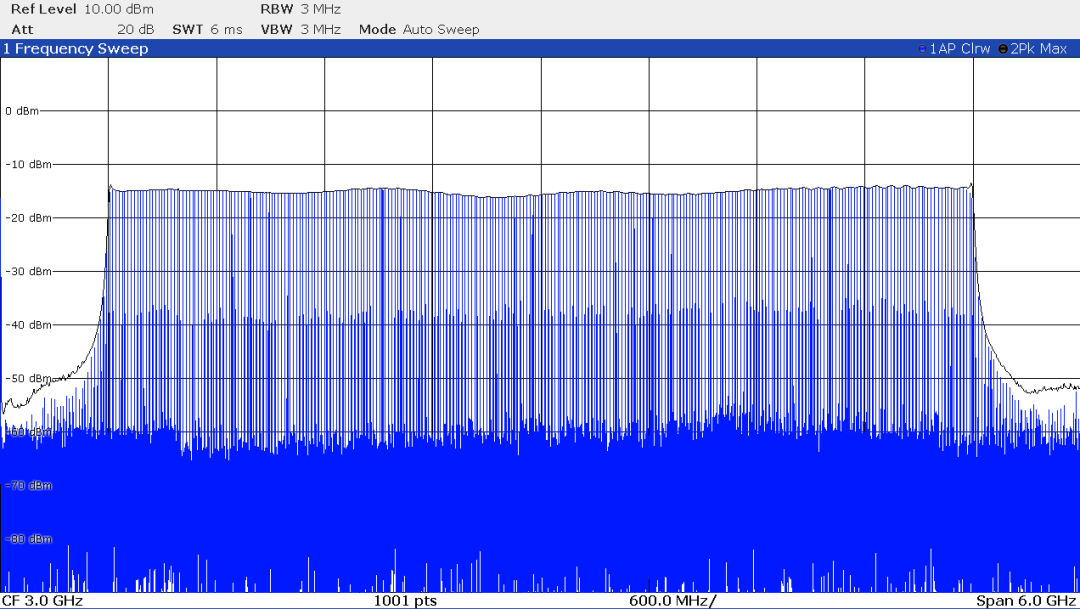 Ref Level 10.00 dBm RBW 3 MHz
Att 20 dB SWT 6 ms VBW 3 MHz Mode Auto Sweep
1 Frequency Sweep 1AP Clrw 2Pk Max
0 dBm
-10 dBm
-20 dBm
-30 dBm
-40 dBm
-50 dBm
-60 dBm
-70 dBm
-80 dBm
CF 3.0 GHz 1001 pts 600.0 MHz/ Span 6.0 GHz